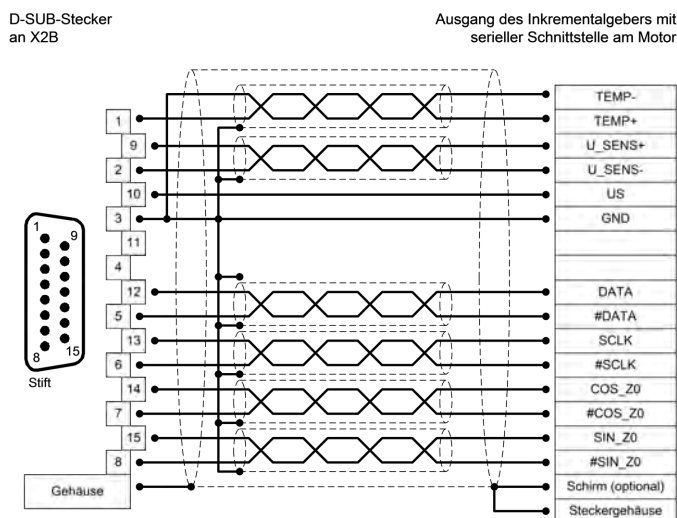 D-SUB-Stecker
an X2B
Ausgang des Inkrementalgebers mit
serieller Schnittstelle am Motor
TEMP-
1
TEMP+
9
U_SENS+
2
U_SENS-
10
US
3
GND
11
4
12
DATA
5
#DATA
13
SCLK
6
#SCLK
14
COS_Z0
7
#COS_Z0
15
SIN_Z0
8
#SIN_Z0
Gehäuse
Schirm (optional)
Steckergehäuse
1
9
8
15
Stift